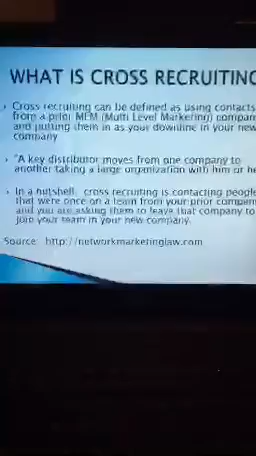 WHAT IS CROSS RECRUITING
Cross recruiting can be defined as using contacts
from a prior MLM (Multi Level Marketing) compan
and putting them in as your downline in your new
company
"A key distributor moves from one company to
another taking a large organization with him or he
In a nutshell, cross recruiting is contacting people
that were once on a team from your prior compan
and you are asking them to leave that company to
join your team in your new company.
Source: http://networkmarketinglaw.com